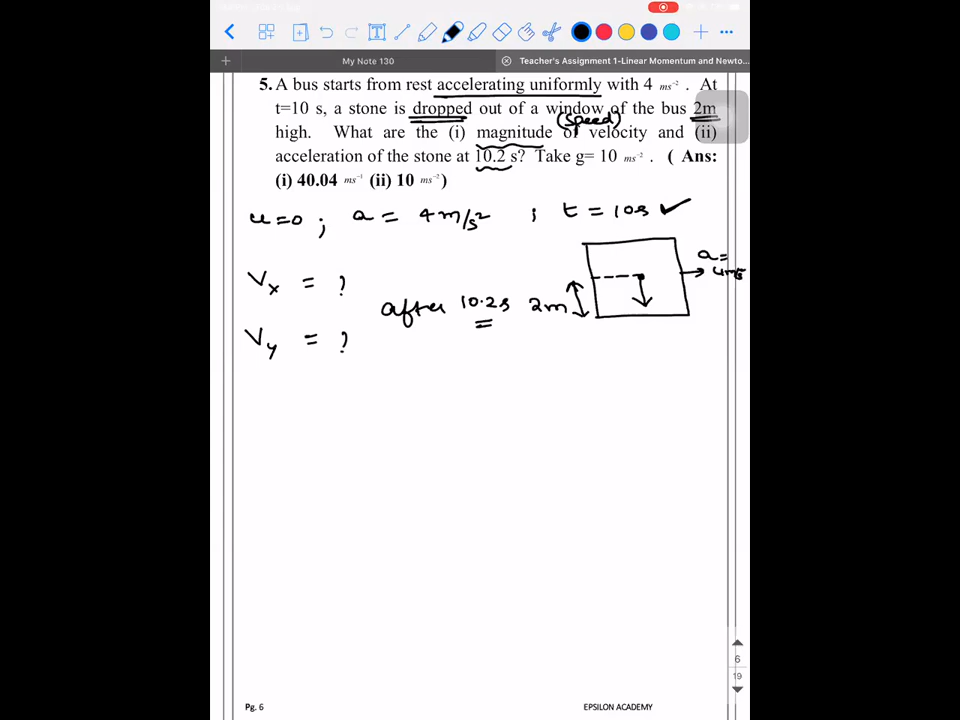 My Note 130
Teacher's Assignment 1-Linear Momentum and Newto...
5. A bus starts from rest accelerating uniformly with 4 ms⁻² . At
t=10 s, a stone is dropped out of a window of the bus 2m
(speed)
high. What are the (i) magnitude of velocity and (ii)
acceleration of the stone at 10.2 s? Take g= 10 ms⁻² . ( Ans:
(i) 40.04 ms⁻¹ (ii) 10 ms⁻²)
u=0 ; a = 4m/s² ; t = 10s ✓
a=
Vx = ?
after 10.2s 2m
Vy = ?
6
19
Pg. 6 EPSILON ACADEMY